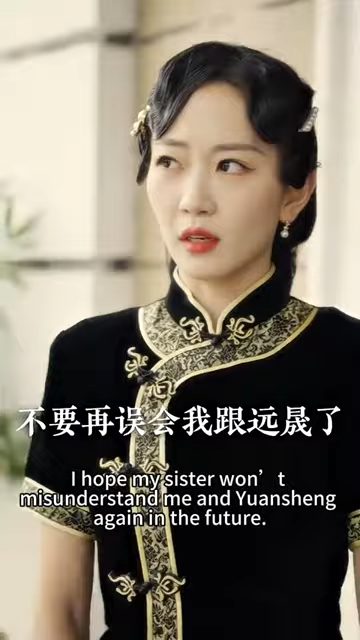 不要再误会我跟远晟了
I hope my sister won't
misunderstand me and Yuansheng
again in the future.